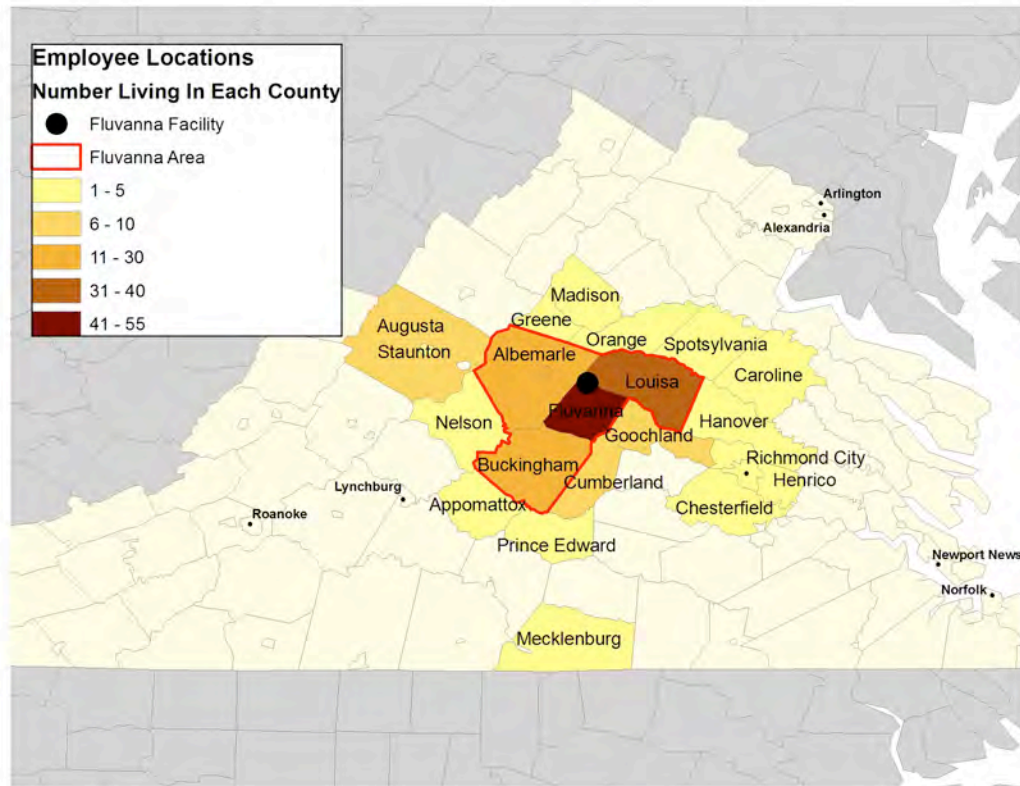 Employee Locations
Number Living In Each County
Fluvanna Facility
Fluvanna Area
1 - 5
6 - 10
11 - 30
31 - 40
41 - 55
Arlington
Alexandria
Madison
Greene
Augusta
Orange
Spotsylvania
Staunton
Albemarle
Louisa
Caroline
Fluvanna
Nelson
Hanover
Goochland
Richmond City
Buckingham
Henrico
Cumberland
Lynchburg
Appomattox
Chesterfield
Roanoke
Prince Edward
Newport News
Norfolk
Mecklenburg